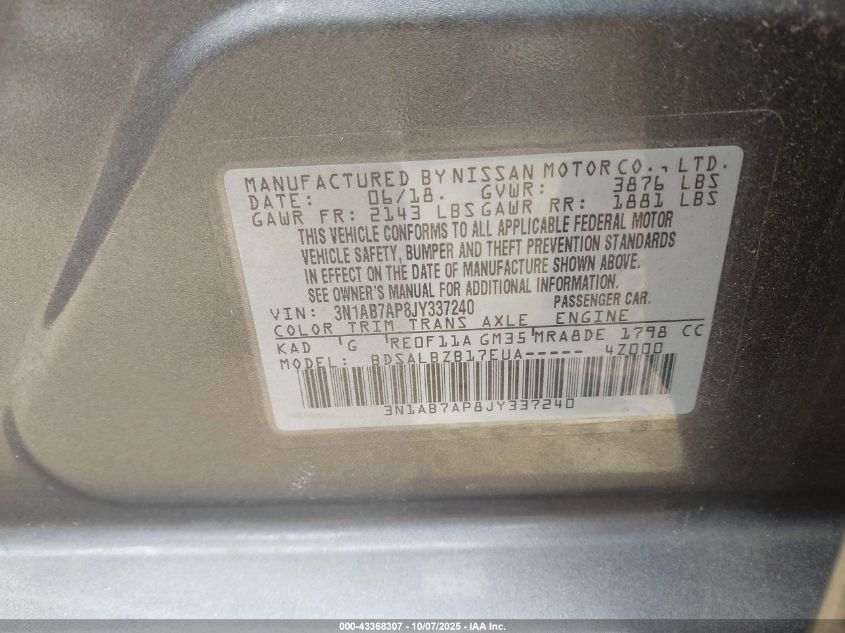 MANUFACTURED BY NISSAN MOTOR CO., LTD.
DATE: 06/18. GVWR: 3876 LBS
GAWR FR: 2143 LBS GAWR RR: 1881 LBS
THIS VEHICLE CONFORMS TO ALL APPLICABLE FEDERAL MOTOR
VEHICLE SAFETY, BUMPER AND THEFT PREVENTION STANDARDS
IN EFFECT ON THE DATE OF MANUFACTURE SHOWN ABOVE.
SEE OWNER'S MANUAL FOR ADDITIONAL INFORMATION.
VIN: 3N1AB7AP8JY337240 PASSENGER CAR.
COLOR TRIM TRANS AXLE ENGINE
KAD G RE0F11A GM35 MRA8DE 1798 CC
MODEL: BDSALBZB17EUA----- 4Z000
3N1AB7AP8JY337240
000-43368307 - 10/07/2025 - IAA Inc.